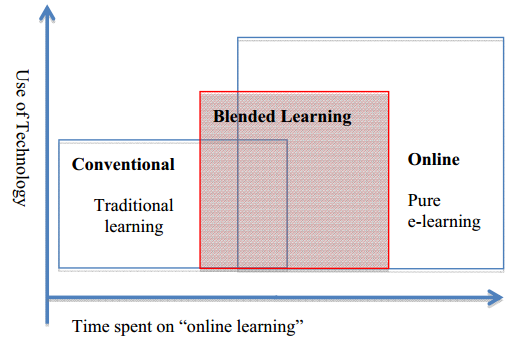 Use of Technology
Blended Learning
Conventional
Traditional
learning
Online
Pure
e-learning
Time spent on “online learning”